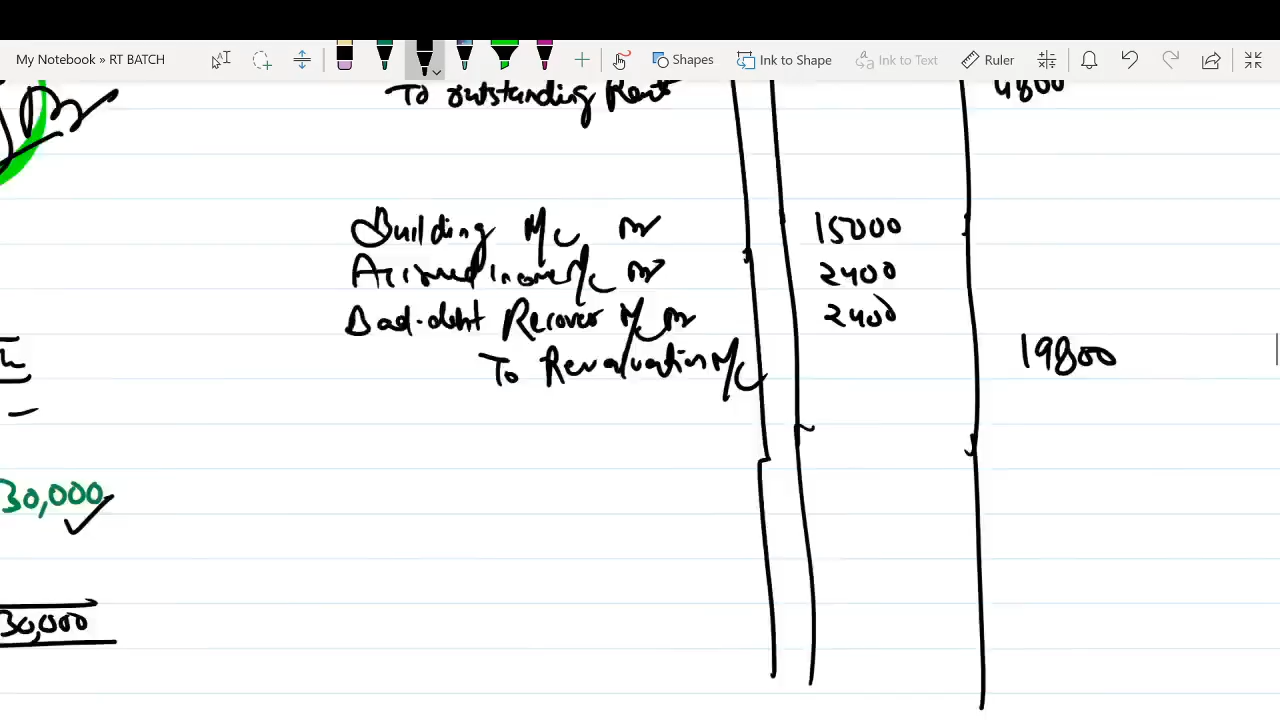 My Notebook » RT BATCH
Shapes
Ink to Shape
Ink to Text
Ruler
To outstanding Rent 4800
Building A/C Dr 15000
Accrued income A/C Dr 2400
Bad-debt Recover A/C Dr 2400
To Revaluation A/C 19800
30,000
30,000